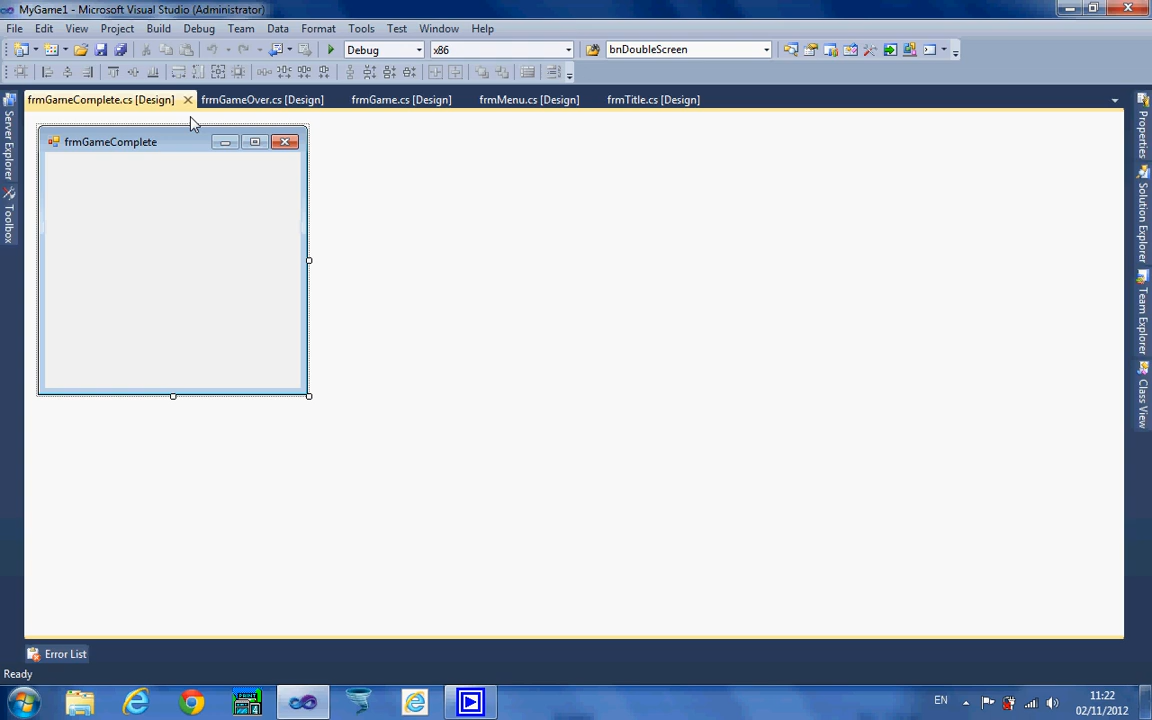 MyGame1 - Microsoft Visual Studio (Administrator)
File Edit View Project Build Debug Team Data Format Tools Test Window Help
Debug x86 bnDoubleScreen
frmGameComplete.cs [Design] frmGameOver.cs [Design] frmGame.cs [Design] frmMenu.cs [Design] frmTitle.cs [Design]
Server Explorer
Toolbox
frmGameComplete
Properties
Solution Explorer
Team Explorer
Class View
Error List
Ready
EN 11:22
02/11/2012